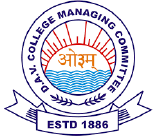 D.A.V. COLLEGE MANAGING COMMITTEE
ओ३म्
ESTD 1886